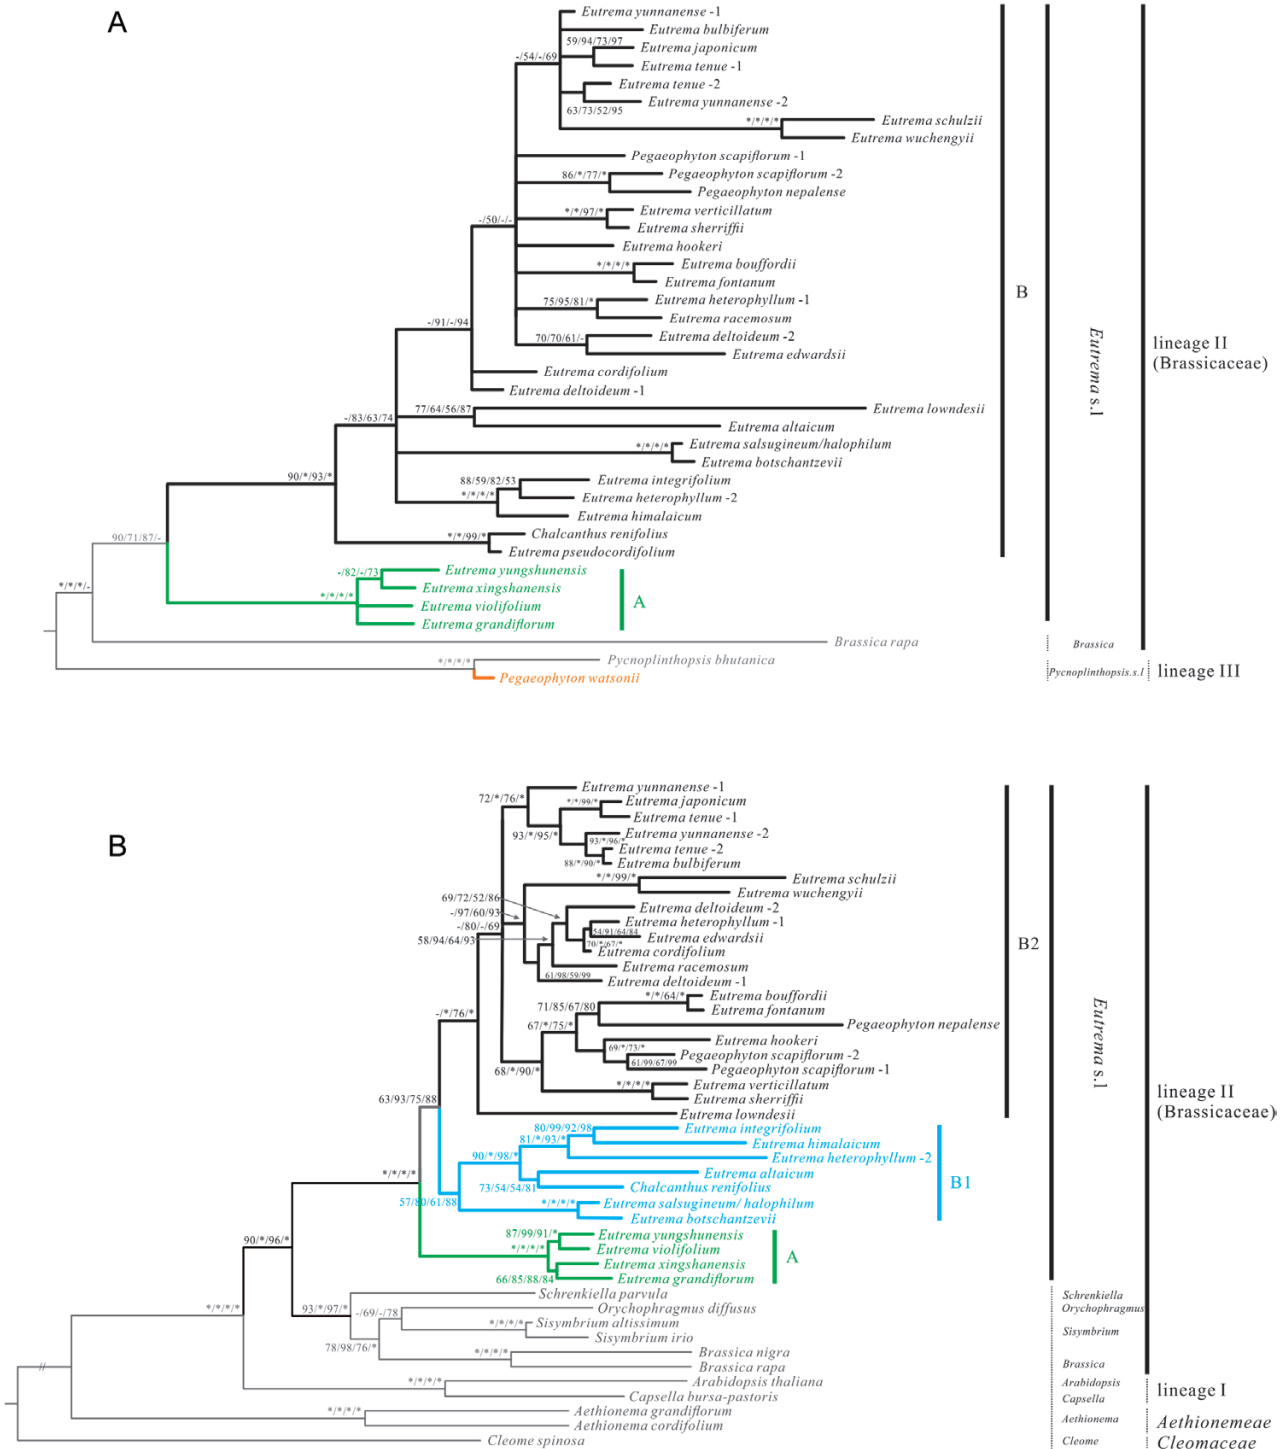 A
Eutrema yunnanense -1
Eutrema bulbiferum
59/94/73/97
Eutrema japonicum
-/54/-/69
Eutrema tenue -1
Eutrema tenue -2
Eutrema yunnanense -2
63/73/52/95
*/*/*/*
Eutrema schulzii
Eutrema wuchengyii
Pegaeophyton scapiflorum -1
86/*/77/*
Pegaeophyton scapiflorum -2
Pegaeophyton nepalense
*/*/97/*
Eutrema verticillatum
-/50/-/-
Eutrema sherriffii
Eutrema hookeri
*/*/*/*
Eutrema bouffordii
Eutrema fontanum
B
75/95/81/*
Eutrema heterophyllum -1
Eutrema racemosum
-/91/-/94
70/70/61/-
Eutrema deltoideum -2
Eutrema edwardsii
Eutrema s.l
lineage II
(Brassicaceae)
Eutrema cordifolium
Eutrema deltoideum -1
77/64/56/87
Eutrema lowndesii
-/83/63/74
Eutrema altaicum
*/*/*/*
Eutrema salsugineum/halophilum
Eutrema botschantzevii
90/*/93/*
88/59/82/53
Eutrema integrifolium
*/*/*/*
Eutrema heterophyllum -2
Eutrema himalaicum
*/*/99/*
Chalcanthus renifolius
90/71/87/-
Eutrema pseudocordifolium
-/82/-/73
Eutrema yungshunensis
*/*/*/-
Eutrema xingshanensis
*/*/*/*
Eutrema violifolium
A
Eutrema grandiflorum
Brassica rapa
Brassica
*/*/*/*
Pycnoplinthopsis bhutanica
Pegaeophyton watsonii
Pycnoplinthopsis.s.l
lineage III
B
Eutrema yunnanense -1
72/*/76/*
*/*/99/*
Eutrema japonicum
Eutrema tenue -1
93/*/95/*
Eutrema yunnanense -2
93/*/96/*
Eutrema tenue -2
88/*/90/*
Eutrema bulbiferum
*/*/99/*
Eutrema schulzii
Eutrema wuchengyii
69/72/52/86
Eutrema deltoideum -2
-/97/60/93
Eutrema heterophyllum -1
-/80/-/69
54/91/64/84
58/94/64/93
Eutrema edwardsii
70/*/67/*
Eutrema cordifolium
B2
Eutrema racemosum
61/98/59/99
Eutrema deltoideum -1
*/*/64/*
Eutrema bouffordii
71/85/67/80
Eutrema fontanum
-/*/76/*
67/*/75/*
Pegaeophyton nepalense
Eutrema hookeri
69/*/73/*
Pegaeophyton scapiflorum -2
61/99/67/99
68/*/90/*
Pegaeophyton scapiflorum -1
*/*/*/*
Eutrema verticillatum
Eutrema sherriffii
Eutrema s.l
lineage II
(Brassicaceae)
63/93/75/88
Eutrema lowndesii
80/99/92/98
Eutrema integrifolium
81/*/93/*
Eutrema himalaicum
90/*/98/*
Eutrema heterophyllum -2
*/*/*/*
Eutrema altaicum
73/54/54/81
Chalcanthus renifolius
B1
57/80/61/88
*/*/*/*
Eutrema salsugineum/ halophilum
Eutrema botschantzevii
87/99/91/*
Eutrema yungshunensis
90/*/96/*
*/*/*/*
Eutrema violifolium
A
Eutrema xingshanensis
66/85/88/84
Eutrema grandiflorum
Schrenkiella parvula
Schrenkiella
*/*/*/*
93/*/97/*
-/69/-/78
Orychophragmus diffusus
Orychophragmus
*/*/*/*
Sisymbrium altissimum
Sisymbrium
Sisymbrium irio
78/98/76/*
*/*/*/*
Brassica nigra
Brassica
Brassica rapa
*/*/*/*
Arabidopsis thaliana
Arabidopsis
lineage I
Capsella bursa-pastoris
Capsella
*/*/*/*
Aethionema grandiflorum
Aethionema
Aethionemeae
Aethionema cordifolium
Cleome spinosa
Cleome
Cleomaceae
//